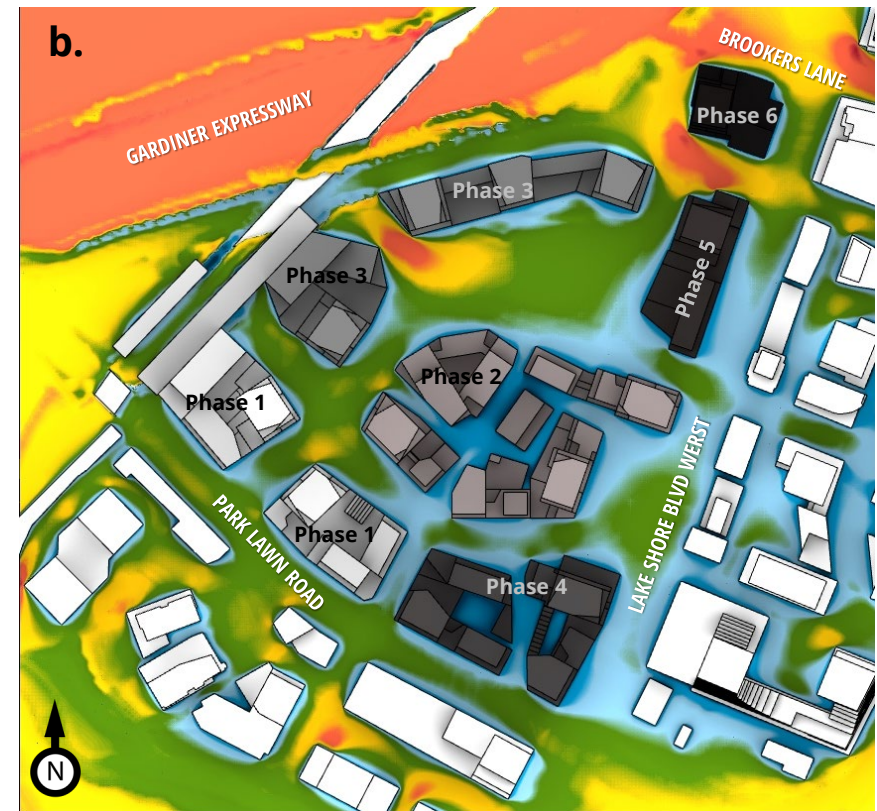 b.
BROOKERS LANE
GARDINER EXPRESSWAY
Phase 6
Phase 3
Phase 5
Phase 3
Phase 2
Phase 1
LAKE SHORE BLVD WERST
PARK LAWN ROAD
Phase 1
Phase 4
N